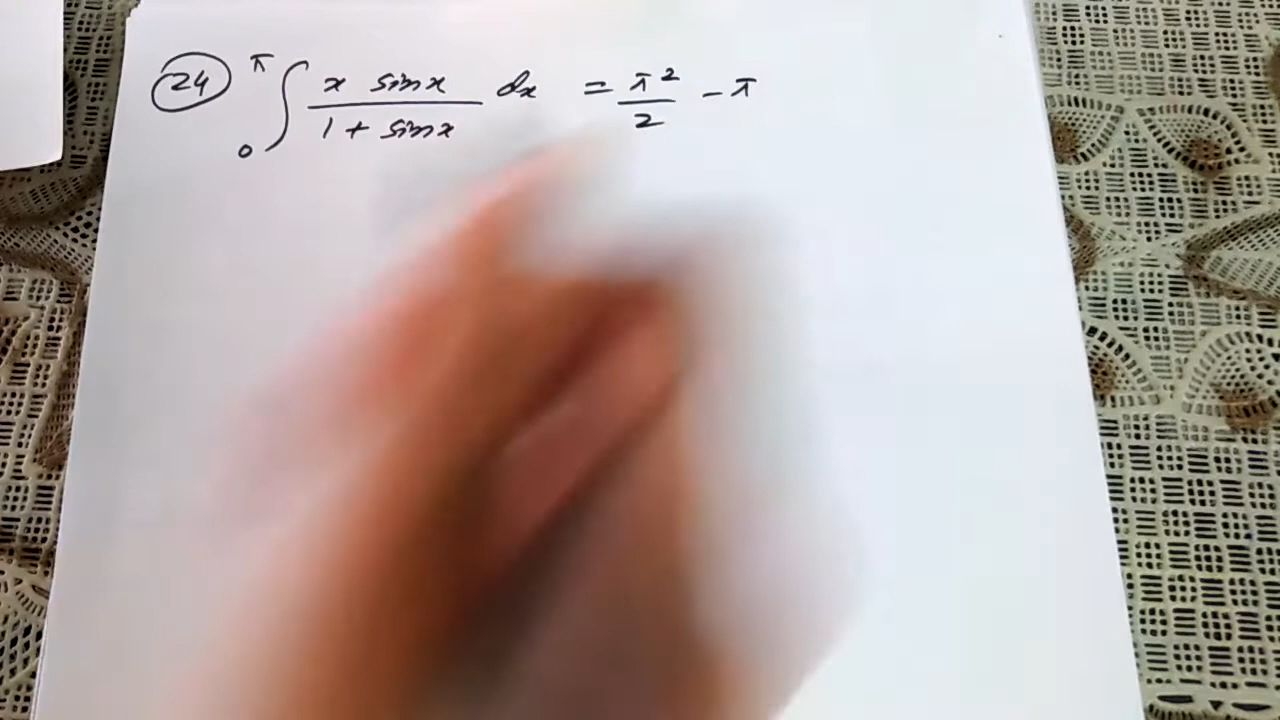 24 ∫₀^π x sinx / 1 + sinx dx = π²/2 - π